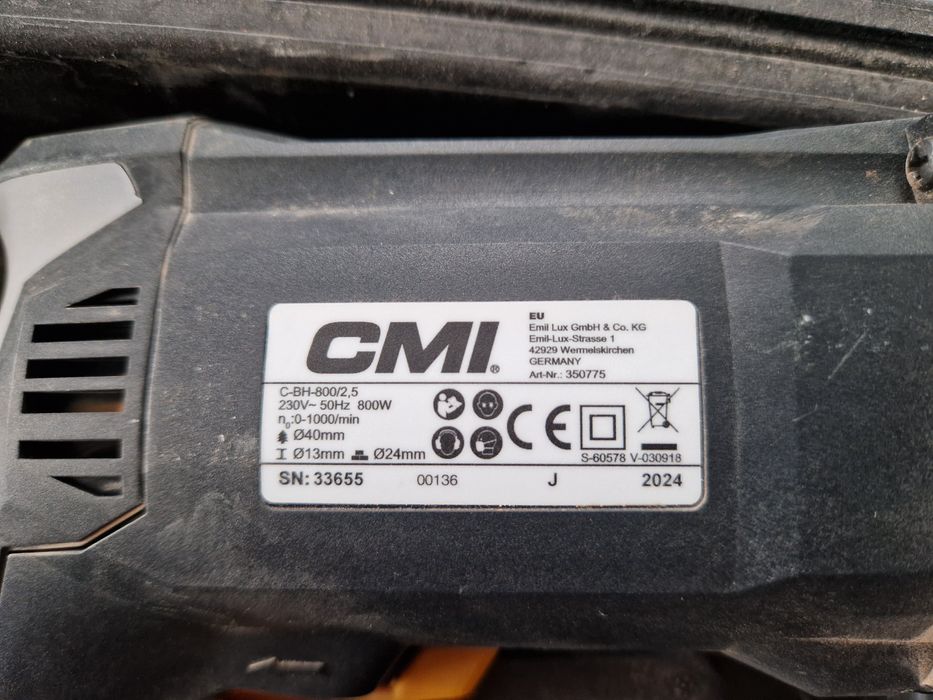 CMI®
EU
Emil Lux GmbH & Co. KG
Emil-Lux-Strasse 1
42929 Wermelskirchen
GERMANY
Art-Nr.: 350775
C-BH-800/2,5
230V~ 50Hz 800W
n₀:0-1000/min
Ø40mm
Ø13mm Ø24mm
CE
S-60578 V-030918
SN: 33655 00136 J 2024